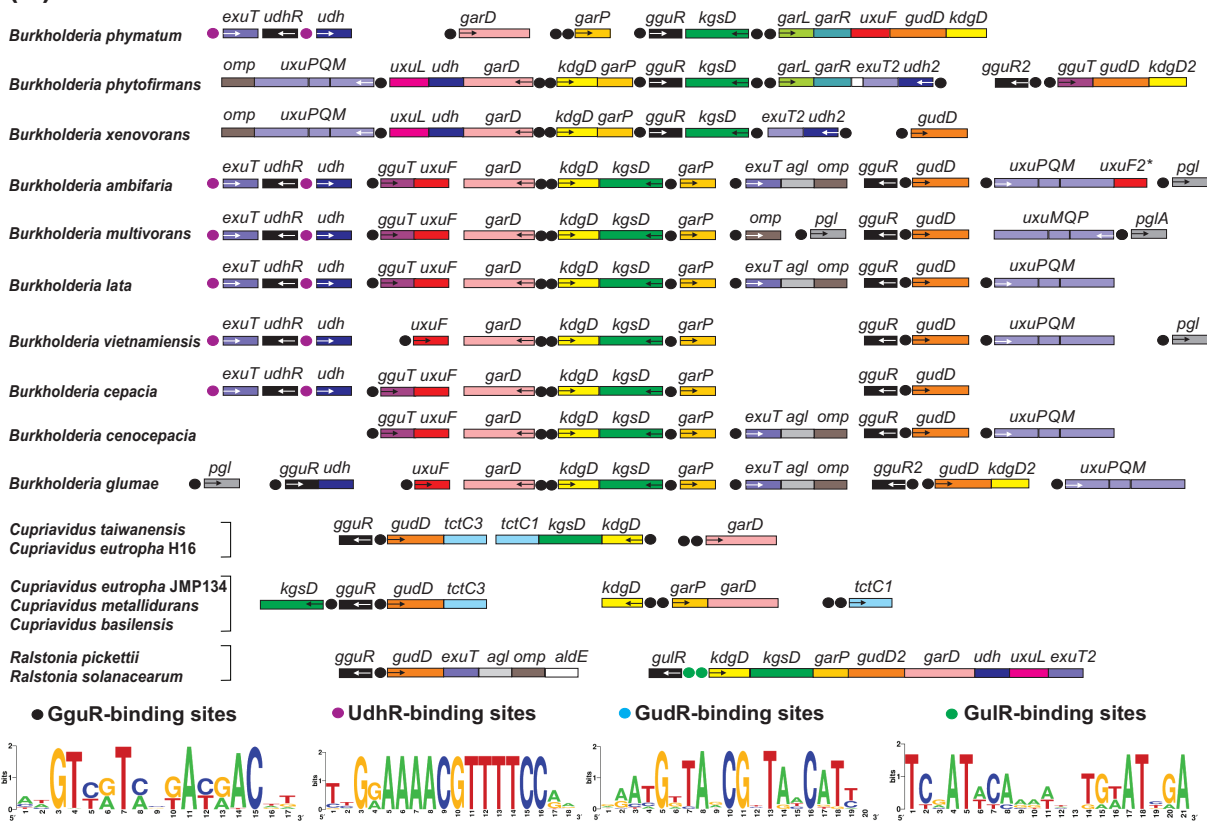 exuT udhR udh garD garP gguR kgsD garL garR uxuF gudD kdgD
Burkholderia phymatum
omp uxuPQM uxuL udh garD kdgD garP gguR kgsD garL garR exuT2 udh2 gguR2 gguT gudD kdgD2
Burkholderia phytofirmans
omp uxuPQM uxuL udh garD kdgD garP gguR kgsD exuT2 udh2 gudD
Burkholderia xenovorans
exuT udhR udh gguT uxuF garD kdgD kgsD garP exuT agl omp gguR gudD uxuPQM uxuF2* pgl
Burkholderia ambifaria
exuT udhR udh gguT uxuF garD kdgD kgsD garP omp pgl gguR gudD uxuMQP pglA
Burkholderia multivorans
exuT udhR udh gguT uxuF garD kdgD kgsD garP exuT agl omp gguR gudD uxuPQM
Burkholderia lata
exuT udhR udh uxuF garD kdgD kgsD garP gguR gudD uxuPQM pgl
Burkholderia vietnamiensis
exuT udhR udh gguT uxuF garD kdgD kgsD garP gguR gudD
Burkholderia cepacia
gguT uxuF garD kdgD kgsD garP exuT agl omp gguR gudD uxuPQM
Burkholderia cenocepacia
pgl gguR udh uxuF garD kdgD kgsD garP exuT agl omp gguR2 gudD kdgD2 uxuPQM
Burkholderia glumae
gguR gudD tctC3 tctC1 kgsD kdgD garD
Cupriavidus taiwanensis
Cupriavidus eutropha H16
kgsD gguR gudD tctC3 kdgD garP garD tctC1
Cupriavidus eutropha JMP134
Cupriavidus metallidurans
Cupriavidus basilensis
gguR gudD exuT agl omp aldE gulR kdgD kgsD garP gudD2 garD udh uxuL exuT2
Ralstonia pickettii
Ralstonia solanacearum
GguR-binding sites UdhR-binding sites GudR-binding sites GulR-binding sites